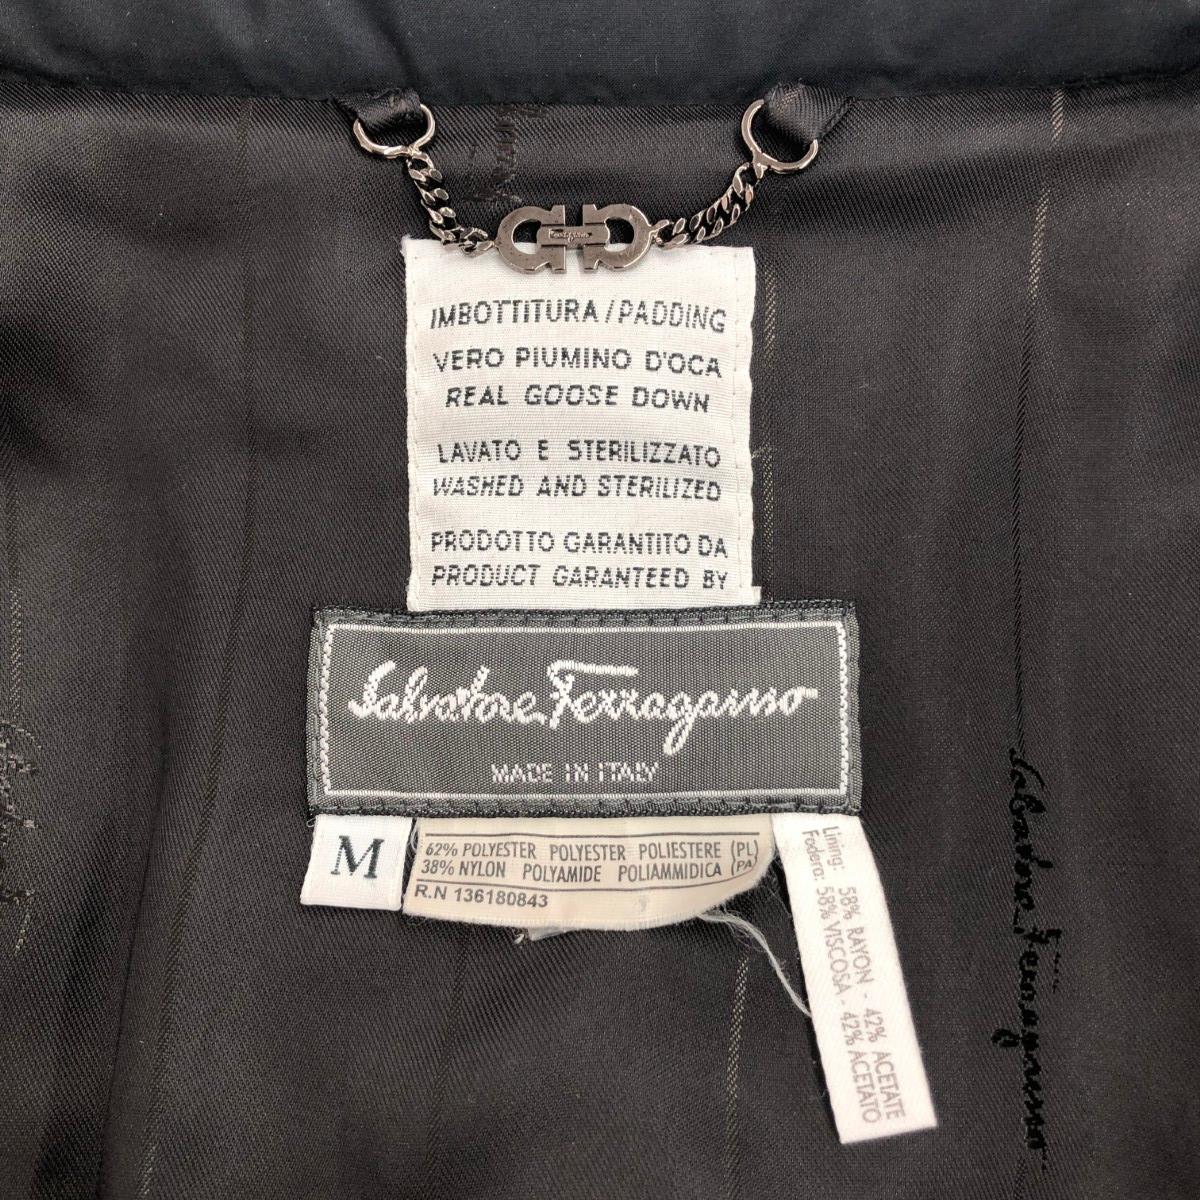 Ferragamo
IMBOTTITURA/PADDING
VERO PIUMINO D'OCA
REAL GOOSE DOWN
LAVATO E STERILIZZATO
WASHED AND STERILIZED
PRODOTTO GARANTITO DA
PRODUCT GARANTEED BY
Salvatore Ferragamo
MADE IN ITALY
M
62% POLYESTER POLYESTER POLIESTERE (PL)
38% NYLON POLYAMIDE POLIAMMIDICA (PA)
R.N 136180843
Lining: 58% RAYON - 42% ACETATE
Fodera: 58% VISCOSA - 42% ACETATO
Salvatore Ferragamo